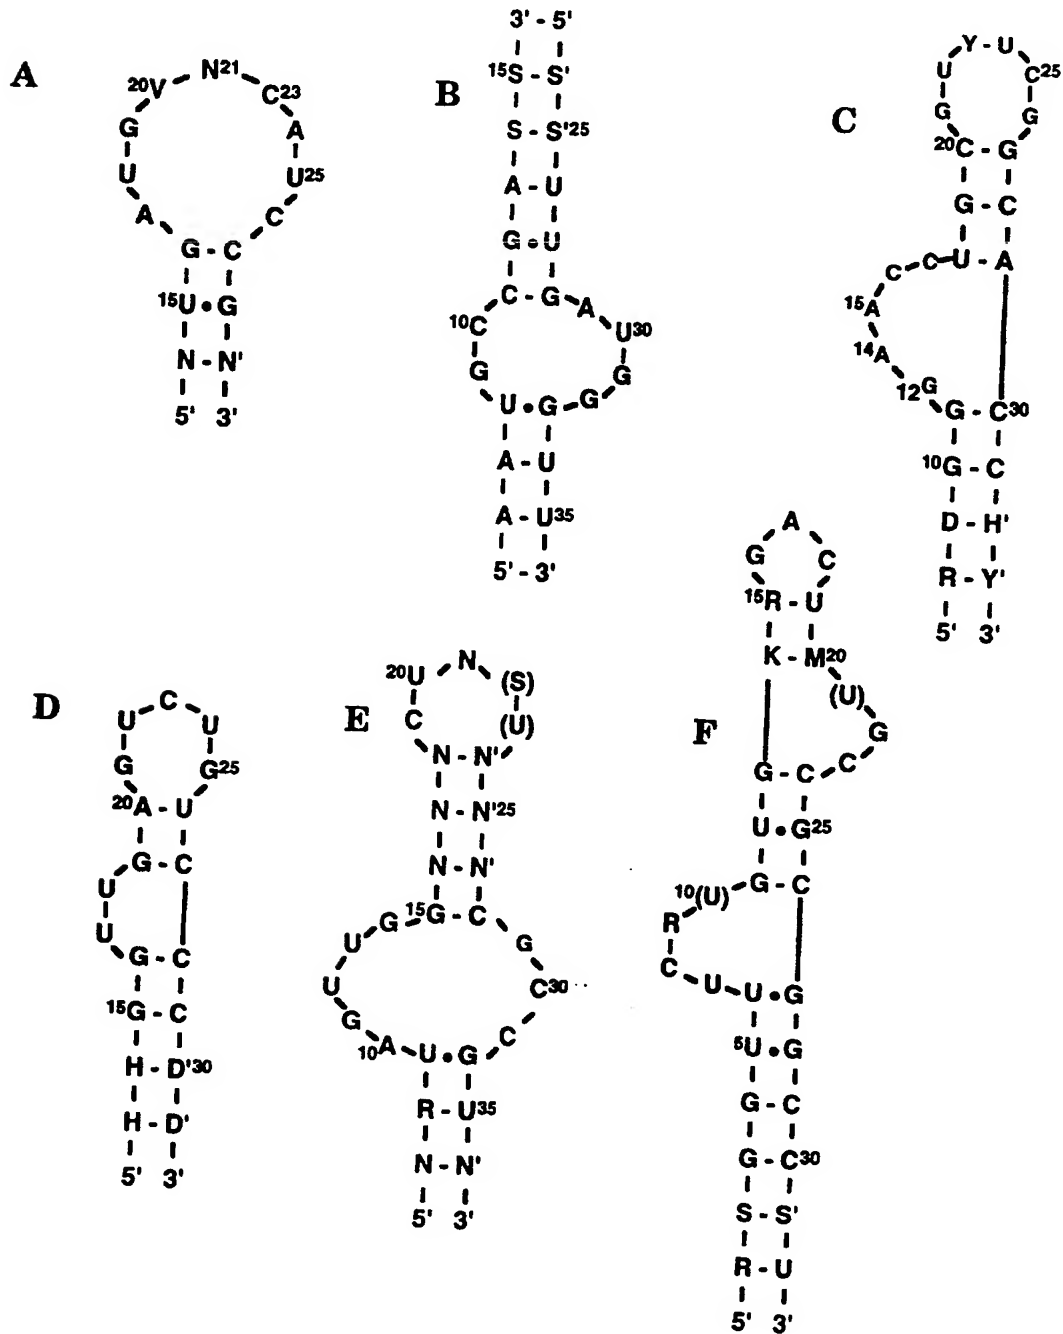 A
20V - N21 - C23
G A
U U25
A C
G - C
15U • G
N - N'
5' 3'
B
3' - 5'
15S - S'
S - S'25
A - U
G • U
C - G A
10C U30
G G
U • G - G
A - U
A - U35
5' - 3'
C
Y - U
U C25
G G
20C - G
G - C
C - C - U - A
15A
14A
12G G - C30
10G - C
D - H'
R - Y'
5' 3'
D
U - C - U
G G25
20A - U
U G - C
U G - C
15G - C
H - D'30
H - D'
5' 3'
E
20U - N - (S)
C (U)
N - N'
N - N'25
N - N'
U - G - 15G - C G
U C30
G C
10A - U • G
R - U35
N - N'
5' 3'
F
A
G C
15R - U
K - M20
(U)
G
G - C - C
U • G25
10(U) - G - C
R
C - U - U • G
5U • G
G - C
G - C30
S - S'
R - U
5' 3'